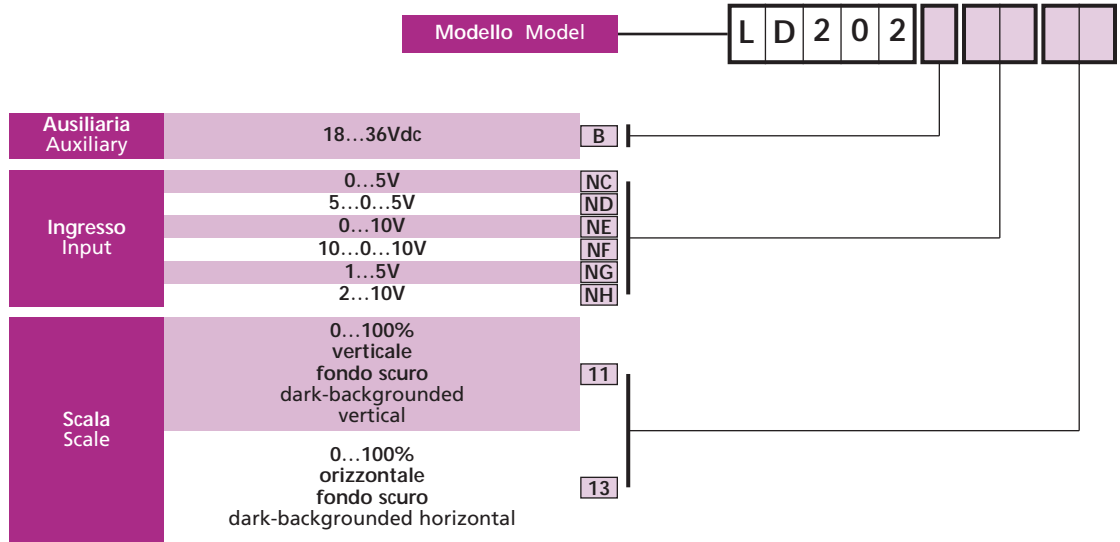 Modello Model
L D 2 0 2
Ausiliaria
Auxiliary
18...36Vdc
B
Ingresso
Input
0...5V
NC
5...0...5V
ND
0...10V
NE
10...0...10V
NF
1...5V
NG
2...10V
NH
Scala
Scale
0...100%
verticale
fondo scuro
dark-backgrounded
vertical
11
0...100%
orizzontale
fondo scuro
dark-backgrounded horizontal
13